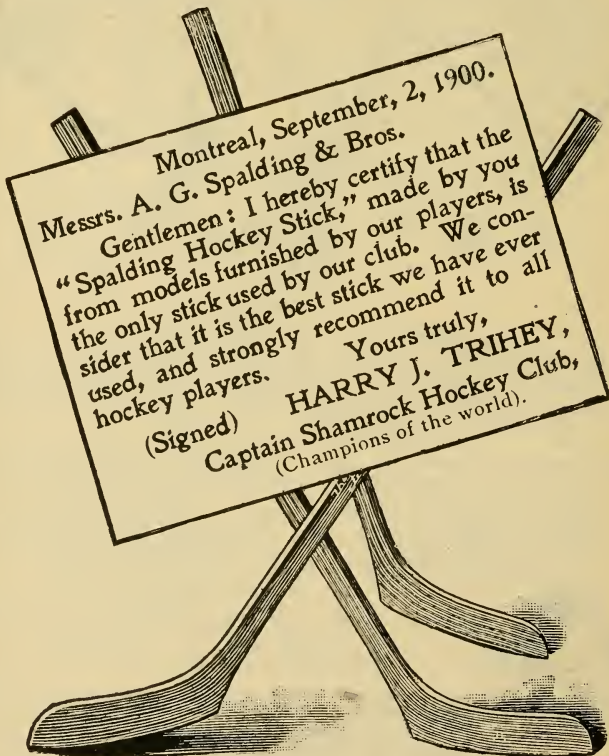 Montreal, September, 2, 1900.
Messrs. A. G. Spalding & Bros.
Gentlemen: I hereby certify that the
“Spalding Hockey Stick,” made by you
from models furnished by our players, is
the only stick used by our club. We con-
sider that it is the best stick we have ever
used, and strongly recommend it to all
hockey players. Yours truly,
(Signed) HARRY J. TRIHEY,
Captain Shamrock Hockey Club,
(Champions of the world).